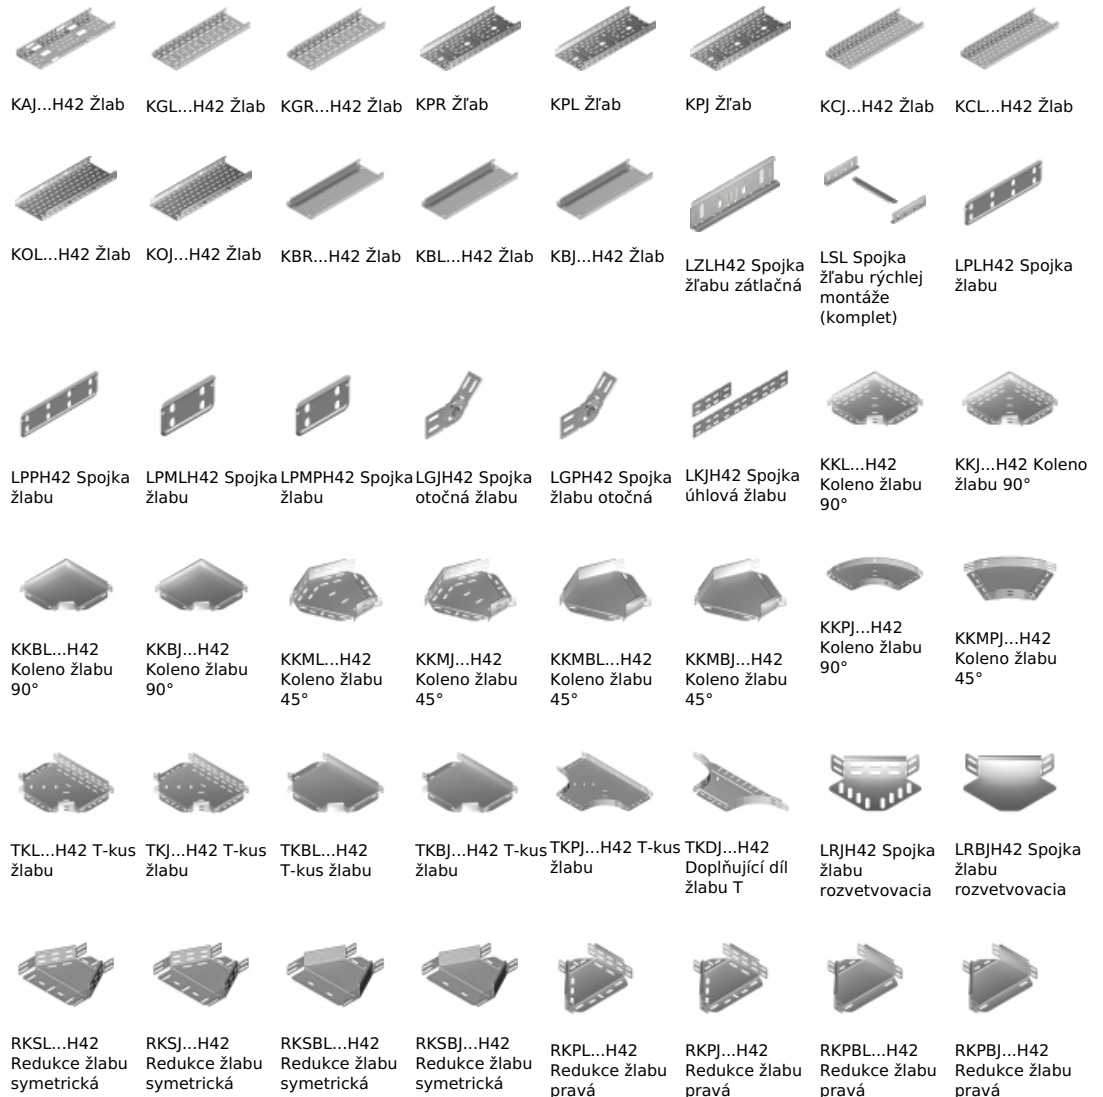 KAJ...H42 Žlab
KGL...H42 Žlab
KGR...H42 Žlab
KPR Žľab
KPL Žľab
KPJ Žľab
KCJ...H42 Žlab
KCL...H42 Žlab
KOL...H42 Žlab
KOJ...H42 Žlab
KBR...H42 Žlab
KBL...H42 Žlab
KBJ...H42 Žlab
LZLH42 Spojka
žľabu zátlačná
LSL Spojka
žľabu rýchlej
montáže
(komplet)
LPLH42 Spojka
žlabu
LPPH42 Spojka
žlabu
LPMLH42 Spojka
žlabu
LPMPH42 Spojka
žlabu
LGJH42 Spojka
otočná žlabu
LGPH42 Spojka
žlabu otočná
LKJH42 Spojka
úhlová žlabu
KKL...H42
Koleno žlabu
90°
KKJ...H42 Koleno
žlabu 90°
KKBL...H42
Koleno žlabu
90°
KKBJ...H42
Koleno žlabu
90°
KKML...H42
Koleno žlabu
45°
KKMJ...H42
Koleno žlabu
45°
KKMBL...H42
Koleno žlabu
45°
KKMBJ...H42
Koleno žlabu
45°
KKPJ...H42
Koleno žlabu
90°
KKMPJ...H42
Koleno žlabu
45°
TKL...H42 T-kus
žlabu
TKJ...H42 T-kus
žlabu
TKBL...H42
T-kus žlabu
TKBJ...H42 T-kus
žlabu
TKPJ...H42 T-kus
žlabu
TKDJ...H42
Doplňující díl
žlabu T
LRJH42 Spojka
žlabu
rozvetvovacia
LRBJH42 Spojka
žlabu
rozvetvovacia
RKSL...H42
Redukce žlabu
symetrická
RKSJ...H42
Redukce žlabu
symetrická
RKSBL...H42
Redukce žlabu
symetrická
RKSBJ...H42
Redukce žlabu
symetrická
RKPL...H42
Redukce žlabu
pravá
RKPJ...H42
Redukce žlabu
pravá
RKPBL...H42
Redukce žlabu
pravá
RKPBJ...H42
Redukce žlabu
pravá